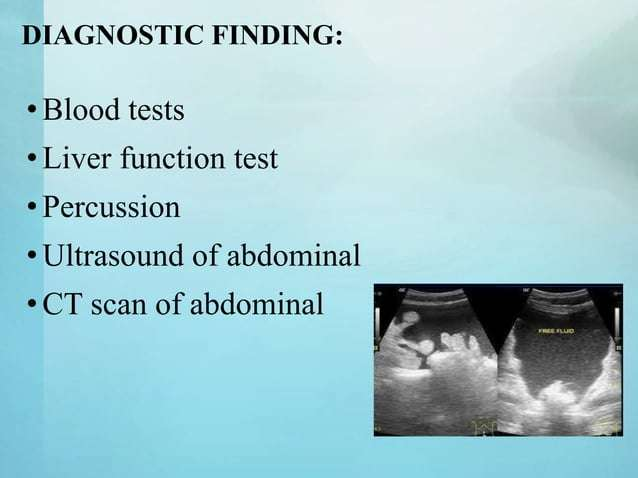 DIAGNOSTIC FINDING:
• Blood tests
• Liver function test
• Percussion
• Ultrasound of abdominal
• CT scan of abdominal
FREE FLUID